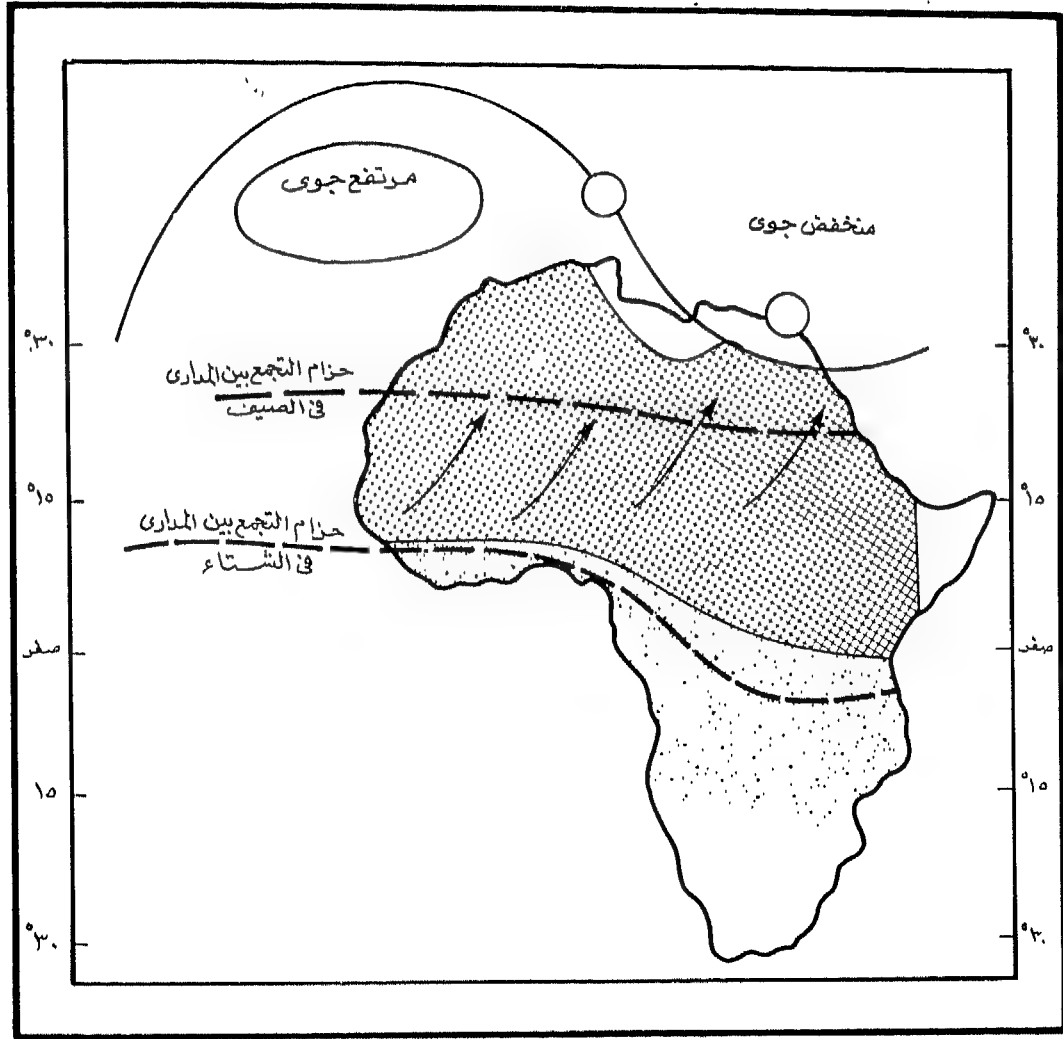 مرتفع جوى
منخفض جوى
°٣٠
°٣٠
حزام التجمع بين المدارى
فى الصيف
°١٥
°١٥
حزام التجمع بين المدارى
فى الشتاء
صفر
صفر
١٥
°١٥
°٣٠
°٣٠